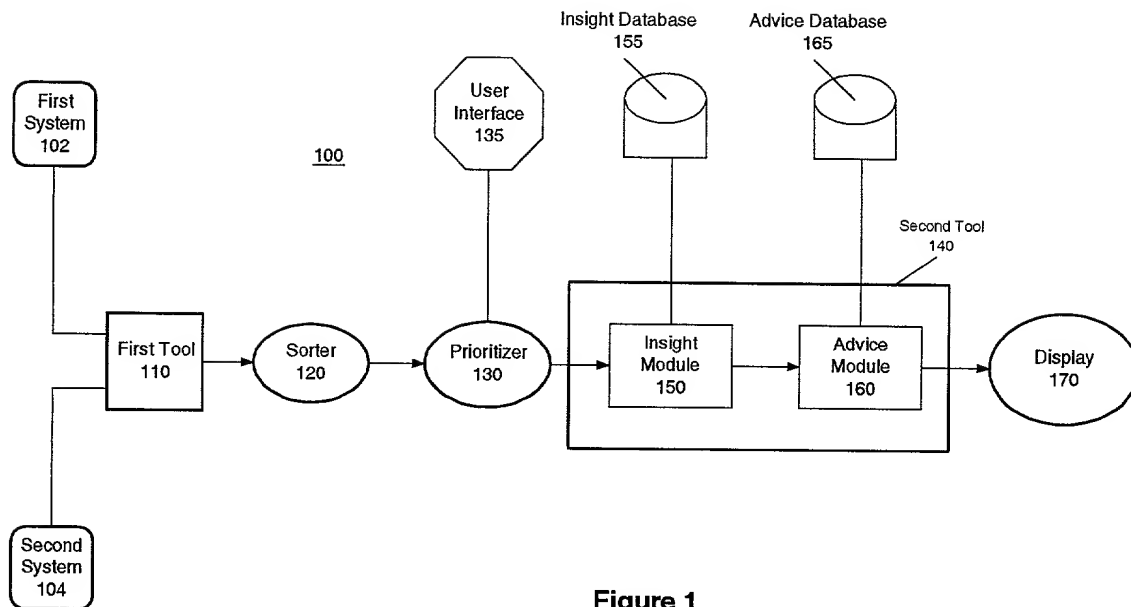 Insight Database
155
Advice Database
165
First
System
102
User
Interface
135
100
Second Tool
140
First Tool
110
Sorter
120
Prioritizer
130
Insight
Module
150
Advice
Module
160
Display
170
Second
System
104
Figure 1